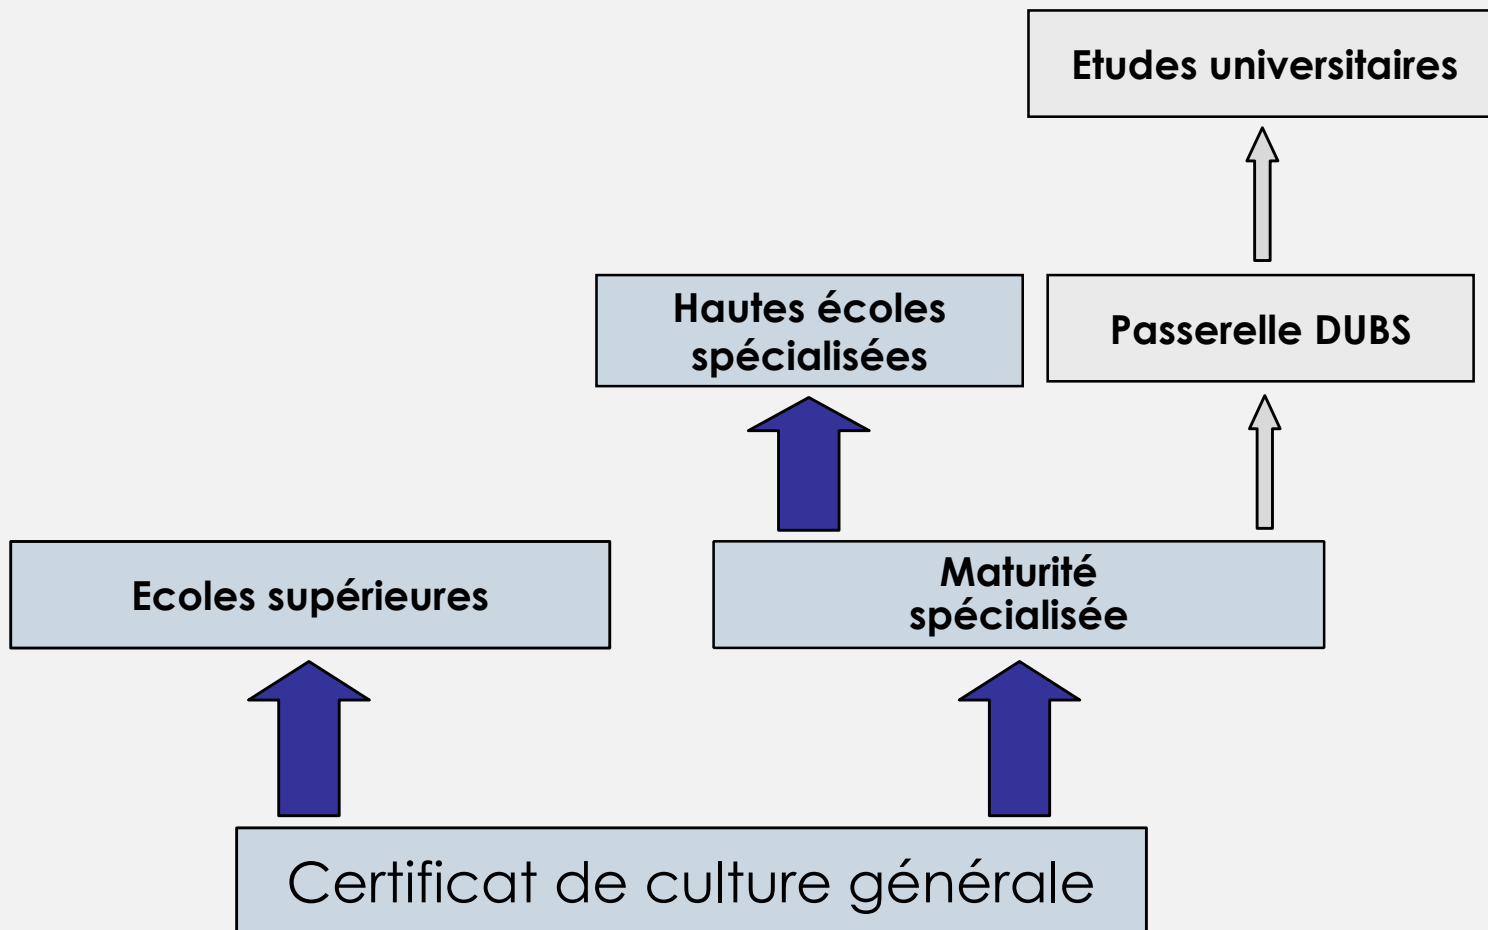 Etudes universitaires
Hautes écoles
spécialisées
Passerelle DUBS
Ecoles supérieures
Maturité
spécialisée
Certificat de culture générale